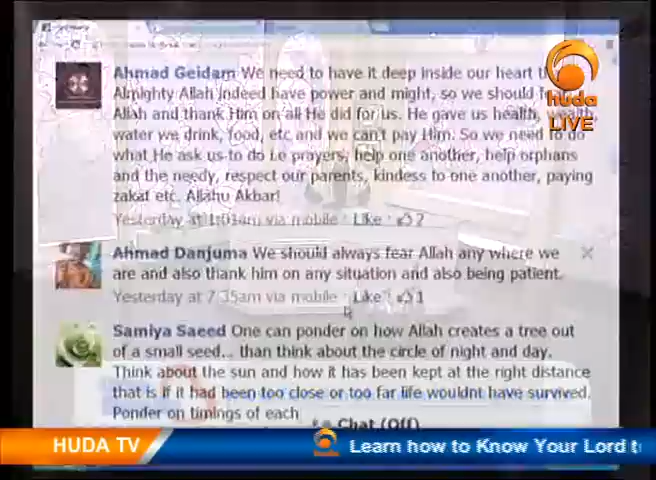 Ahmad Geidam We need to have it deep inside our heart
Almighty Allah indeed have power and might, so we should
Allah and thank Him on all He did for us. He gave us health, wealth,
water we drink, food, etc and we can't pay Him. So we need to do
what He ask us to do i.e prayers, help one another, help orphans
and the needy, respect our parents, kindess to one another, paying
zakat etc. Allahu Akbar!
Yesterday at 1:01am via mobile · Like · 2
huda
LIVE
Ahmad Danjuma We should always fear Allah any where we
are and also thank him on any situation and also being patient.
Yesterday at 7:35am via mobile · Like · 1
Samiya Saeed One can ponder on how Allah creates a tree out
of a small seed... than think about the circle of night and day.
Think about the sun and how it has been kept at the right distance
that is if it had been too close or too far life wouldnt have survived.
Ponder on timings of each
Chat (Off)
HUDA TV
Learn how to Know Your Lord t